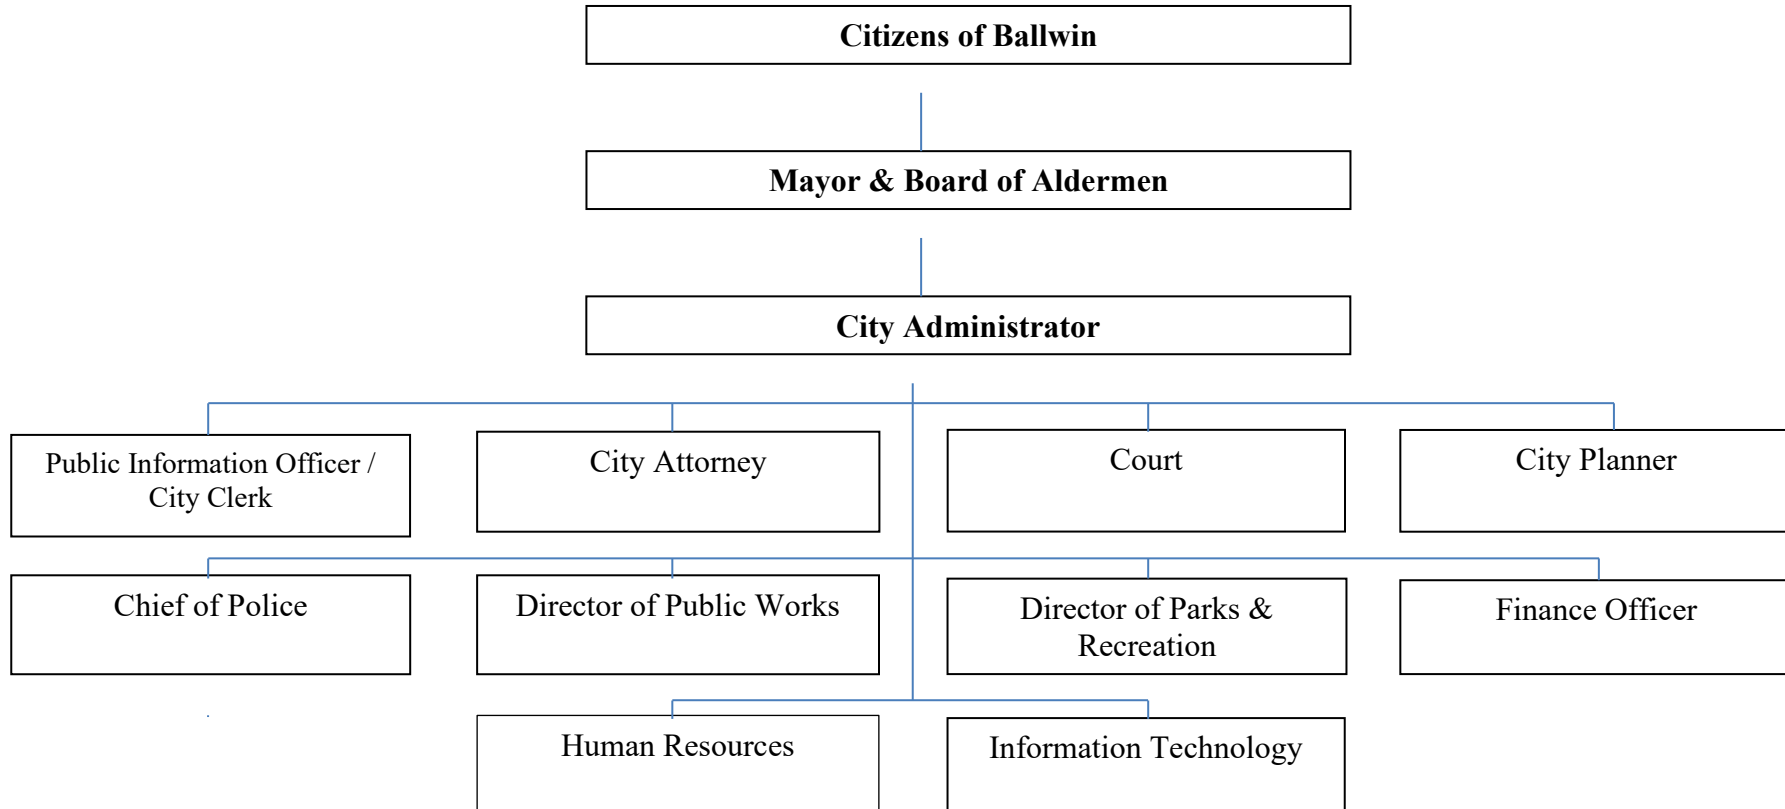 Citizens of Ballwin
Mayor & Board of Aldermen
City Administrator
Public Information Officer /
City Clerk
City Attorney
Court
City Planner
Chief of Police
Director of Public Works
Director of Parks &
Recreation
Finance Officer
Human Resources
Information Technology